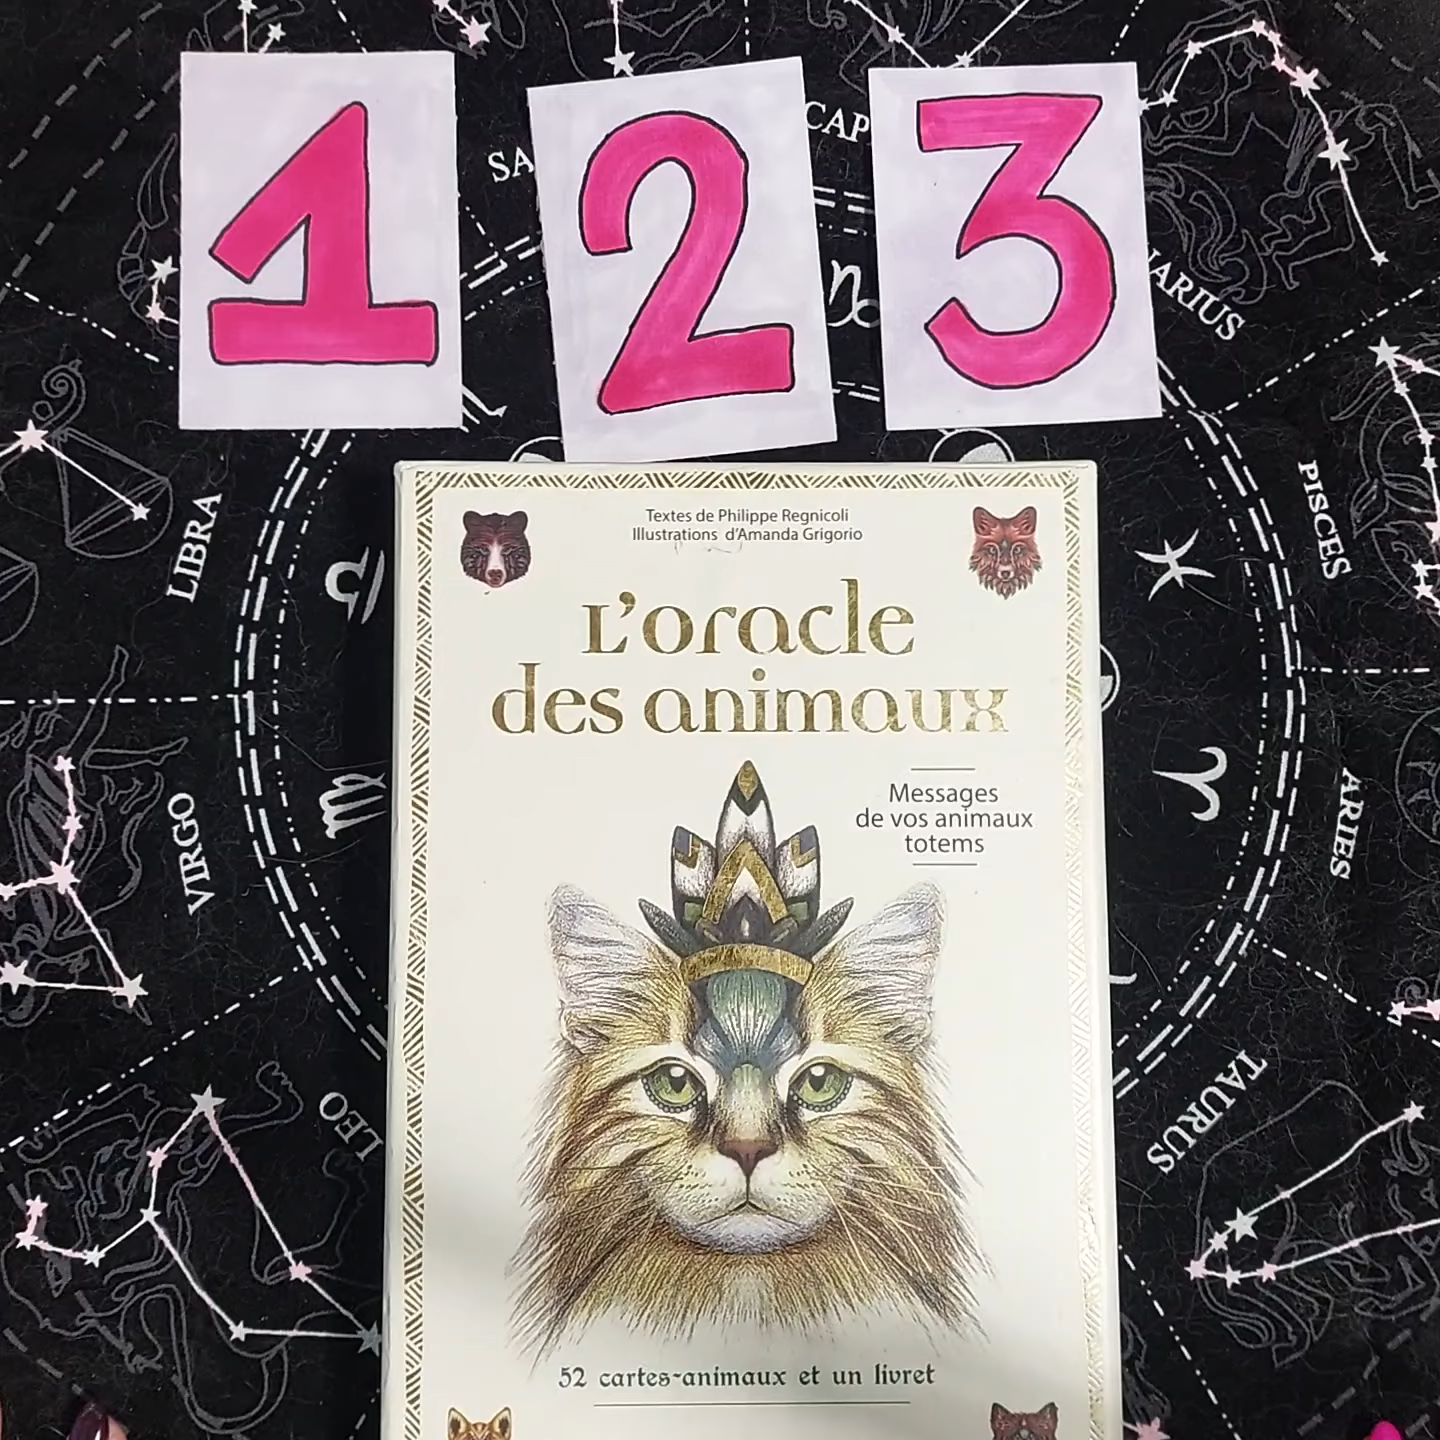 1 2 3
SA
CAP
UARIUS
PISCES
LIBRA
ARIES
VIRGO
TAURUS
LEO
Textes de Philippe Regnicoli
Illustrations d'Amanda Grigorio
L'oracle
des animaux
Messages
de vos animaux
totems
52 cartes-animaux et un livret